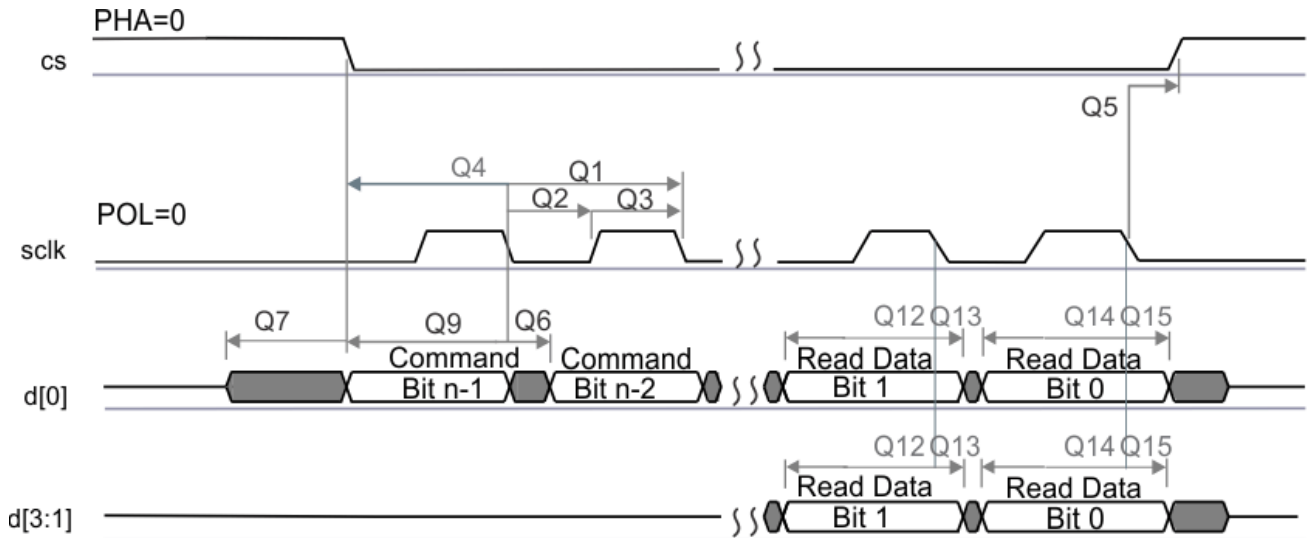 PHA=0
cs
Q5
Q4 Q1
Q2 Q3
POL=0
sclk
Q7 Q9 Q6 Q12 Q13 Q14 Q15
Command Command Read Data Read Data
d[0] Bit n-1 Bit n-2 Bit 1 Bit 0
Q12 Q13 Q14 Q15
Read Data Read Data
d[3:1] Bit 1 Bit 0